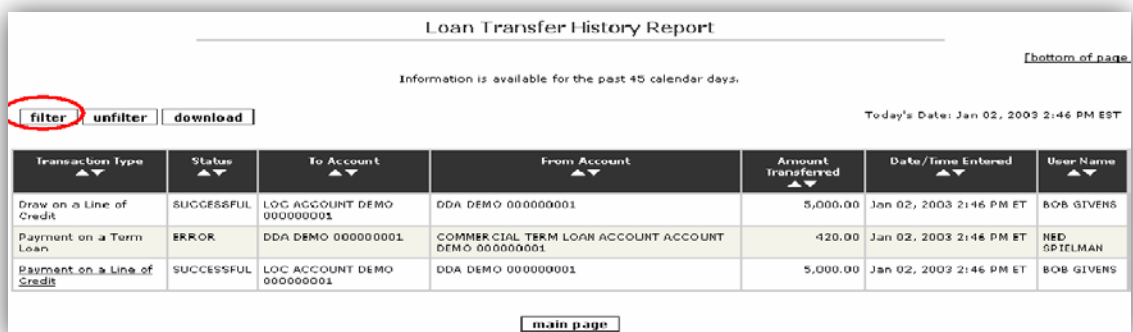 Loan Transfer History Report
[bottom of page
Information is available for the past 45 calendar days.
filter unfilter download Today's Date: Jan 02, 2003 2:46 PM EST
Transaction Type Status To Account From Account Amount Transferred Date/Time Entered User Name
▲▼ ▲▼ ▲▼ ▲▼ ▲▼ ▲▼ ▲▼
Draw on a Line of SUCCESSFUL LOC ACCOUNT DEMO DDA DEMO 000000001 5,000.00 Jan 02, 2003 2:46 PM ET BOB GIVENS
Credit 000000001
Payment on a Term ERROR DDA DEMO 000000001 COMMERCIAL TERM LOAN ACCOUNT ACCOUNT 420.00 Jan 02, 2003 2:46 PM ET NED
Loan DEMO 000000001 SPIELMAN
Payment on a Line of SUCCESSFUL LOC ACCOUNT DEMO DDA DEMO 000000001 5,000.00 Jan 02, 2003 2:46 PM ET BOB GIVENS
Credit 000000001
main page